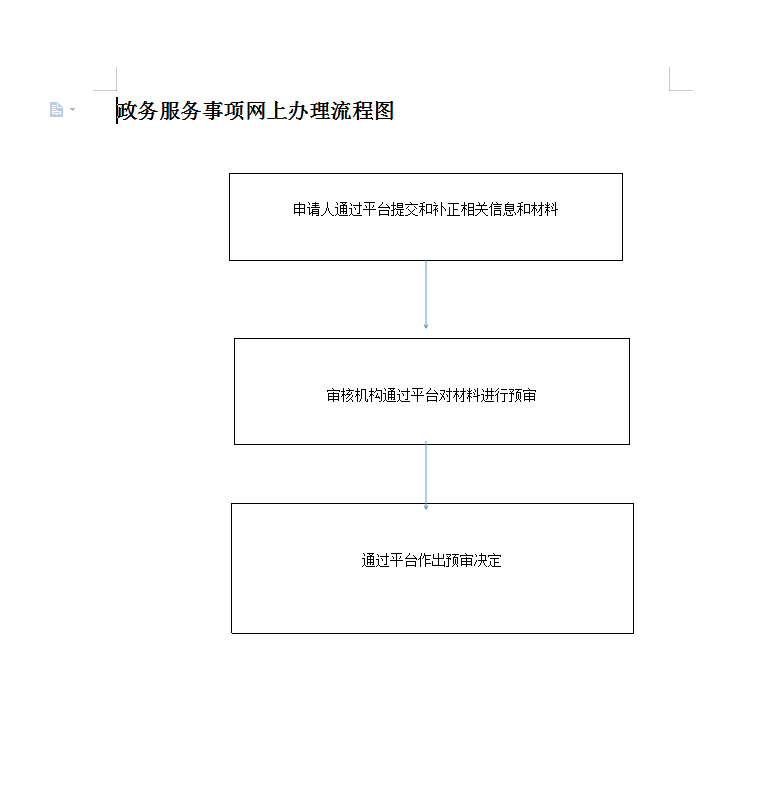 政务服务事项网上办理流程图
申请人通过平台提交和补正相关信息和材料
审核机构通过平台对材料进行预审
通过平台作出预审决定